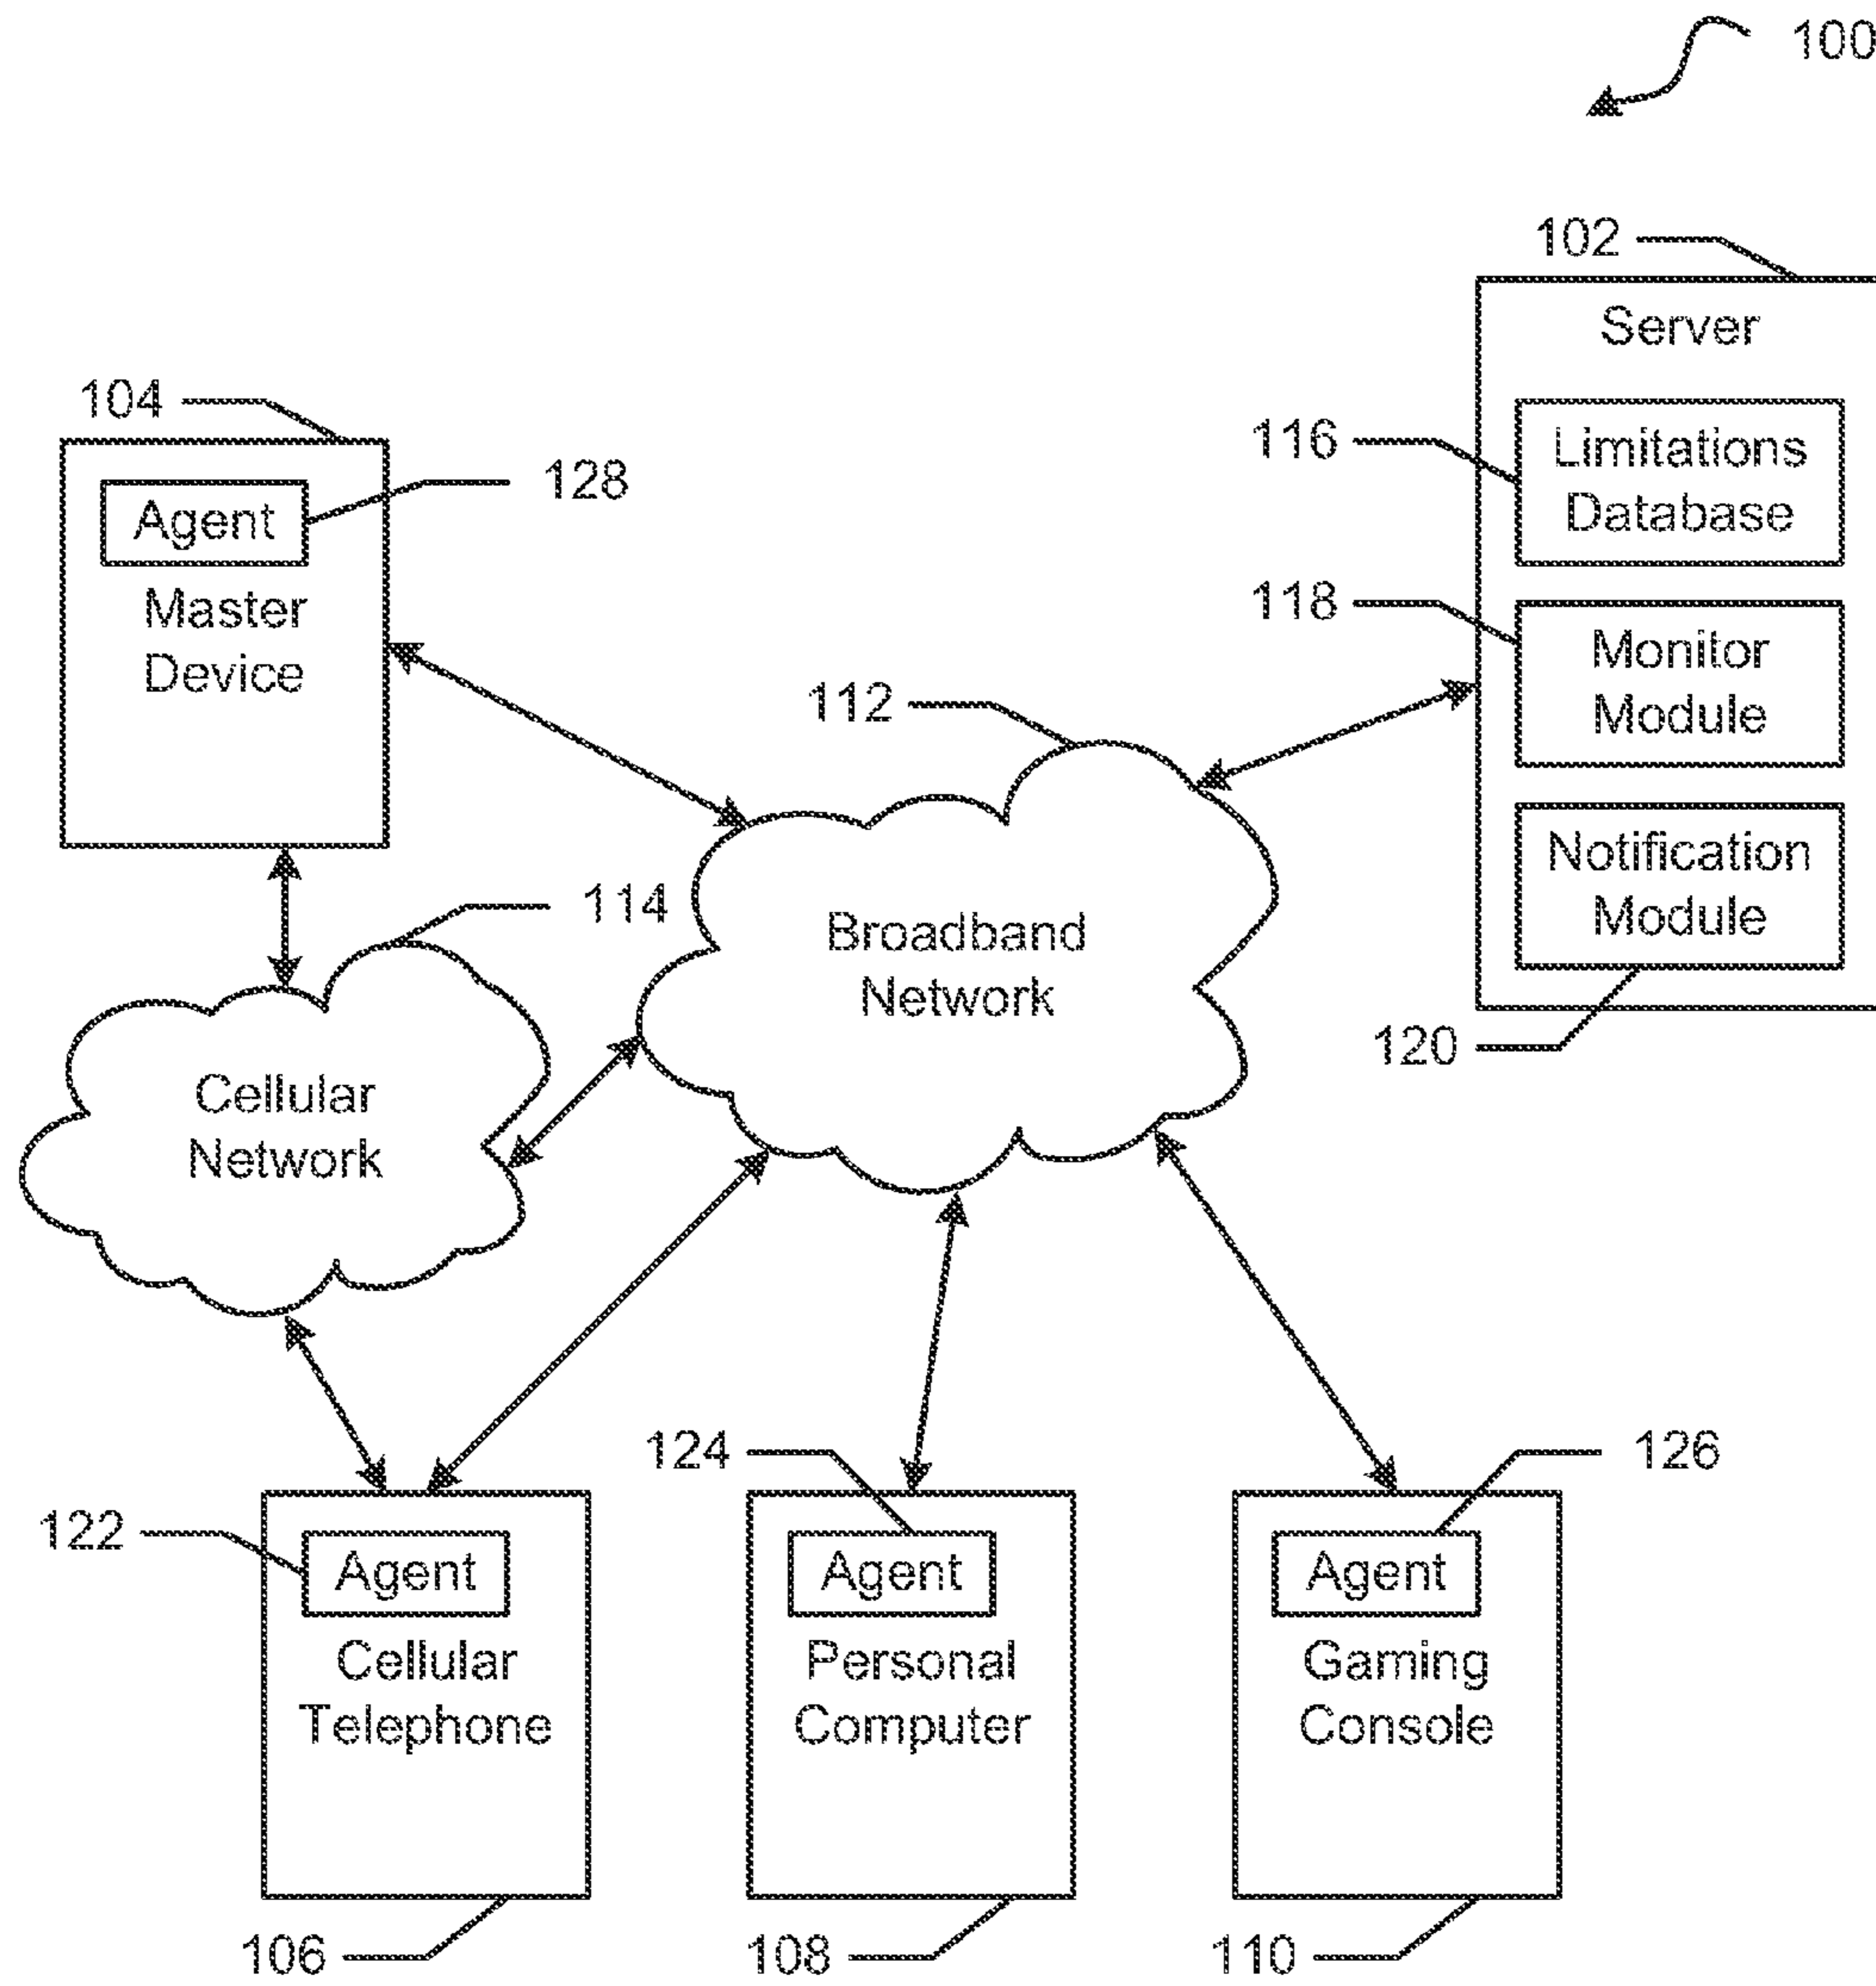 100
102
Server
104
116
Limitations
Database
128
Agent
118
Master
Device
Monitor
Module
112
Notification
Module
114
Broadband
Network
120
Cellular
Network
124
126
122
Agent
Agent
Agent
Cellular
Telephone
Personal
Computer
Gaming
Console
106
108
110